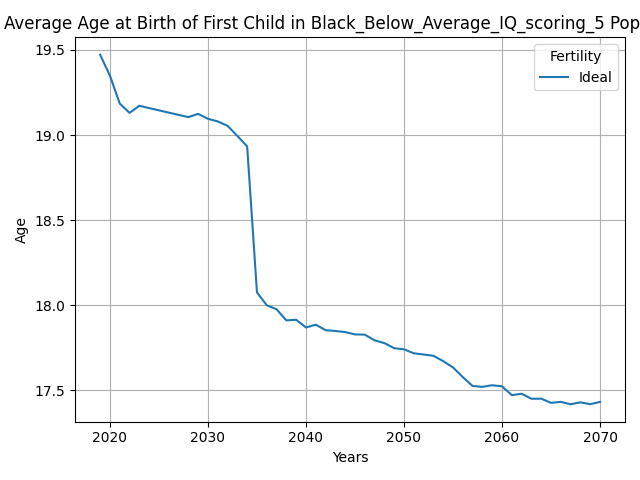 Average Age at Birth of First Child in Black_Below_Average_IQ_scoring_5 Pop
Fertility
Ideal
19.5
19.0
18.5
18.0
17.5
Age
2020 2030 2040 2050 2060 2070
Years